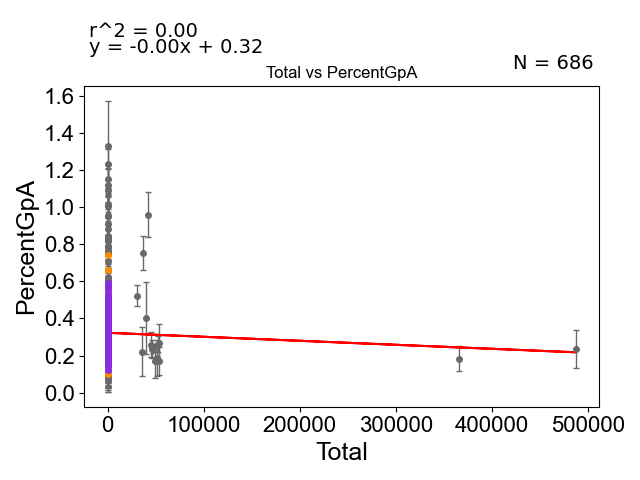 r^2 = 0.00
y = -0.00x + 0.32
N = 686
Total vs PercentGpA
PercentGpA
1.6
1.4
1.2
1.0
0.8
0.6
0.4
0.2
0.0
0 100000 200000 300000 400000 500000
Total